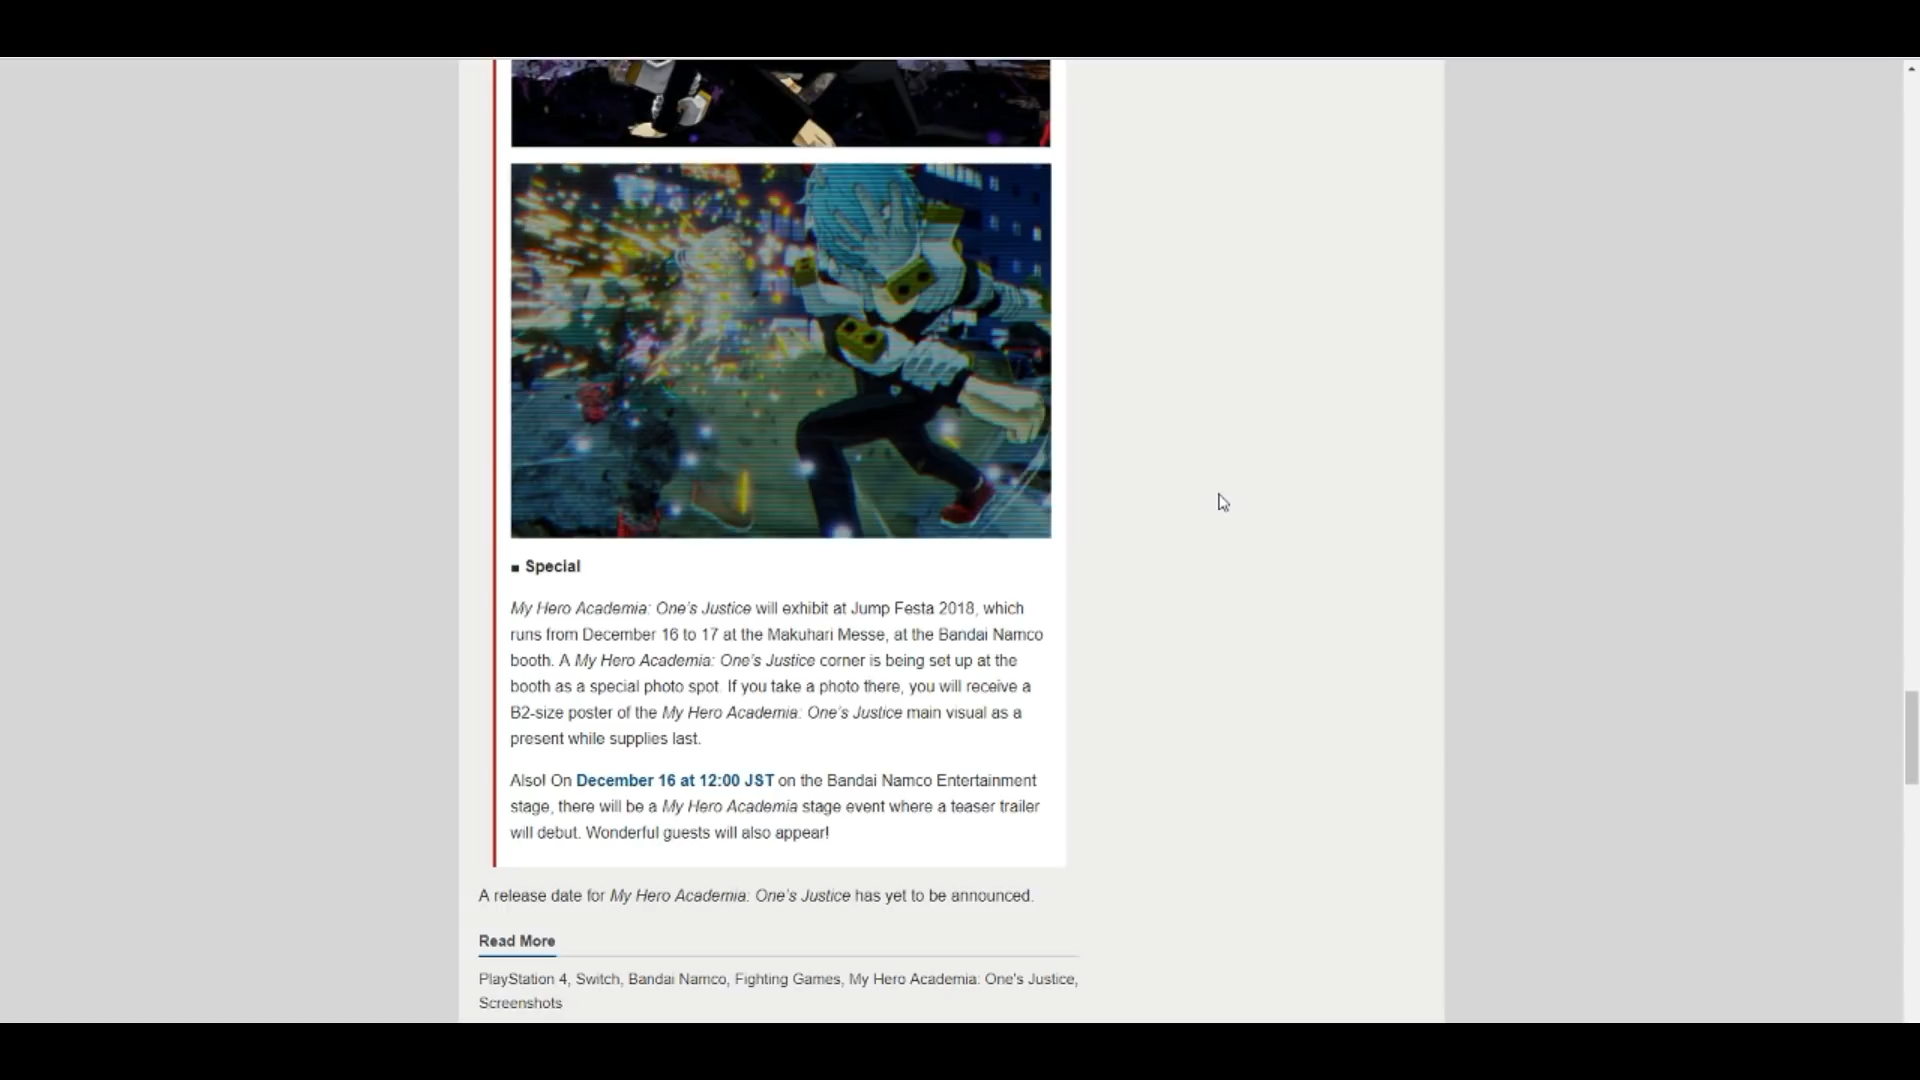 ■ Special
My Hero Academia: One's Justice will exhibit at Jump Festa 2018, which
runs from December 16 to 17 at the Makuhari Messe, at the Bandai Namco
booth. A My Hero Academia: One's Justice corner is being set up at the
booth as a special photo spot. If you take a photo there, you will receive a
B2-size poster of the My Hero Academia: One's Justice main visual as a
present while supplies last.
Also! On December 16 at 12:00 JST on the Bandai Namco Entertainment
stage, there will be a My Hero Academia stage event where a teaser trailer
will debut. Wonderful guests will also appear!
A release date for My Hero Academia: One's Justice has yet to be announced.
Read More
PlayStation 4, Switch, Bandai Namco, Fighting Games, My Hero Academia: One's Justice,
Screenshots